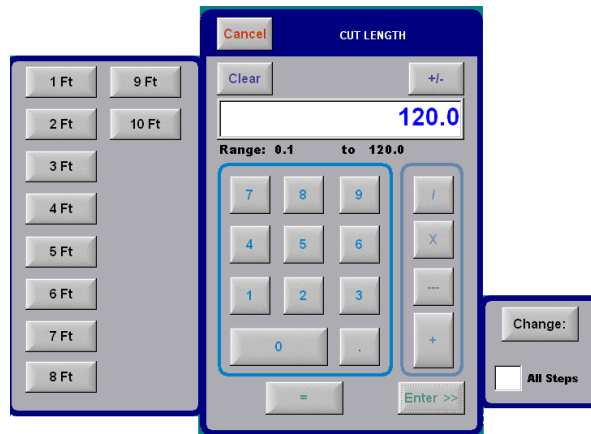 Cancel
CUT LENGTH
Clear
+/-
120.0
Range: 0.1 to 120.0
1 Ft
9 Ft
2 Ft
10 Ft
3 Ft
4 Ft
5 Ft
6 Ft
7 Ft
8 Ft
7 8 9 /
4 5 6 X
1 2 3 ---
0 . +
= Enter >>
Change:
All Steps